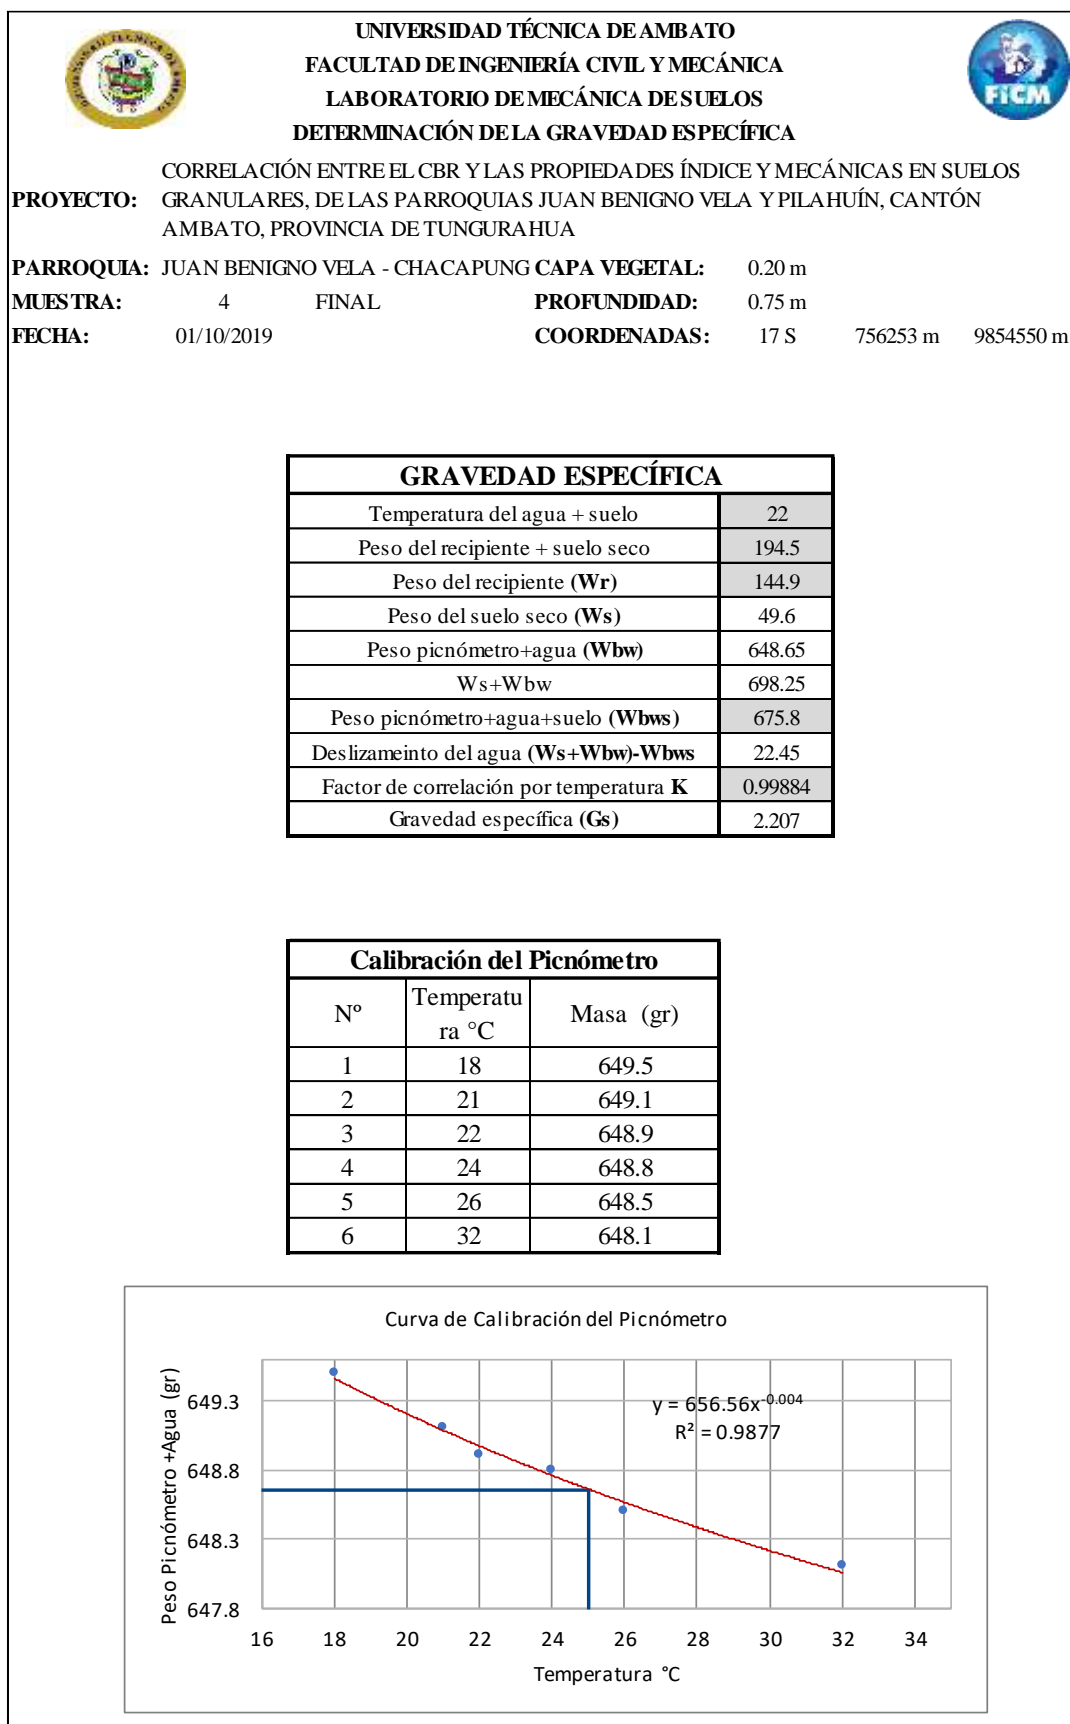 UNIVERSIDAD TÉCNICA DE AMBATO
FACULTAD DE INGENIERÍA CIVIL Y MECÁNICA
LABORATORIO DE MECÁNICA DE SUELOS
DETERMINACIÓN DE LA GRAVEDAD ESPECÍFICA
FICM
PROYECTO: CORRELACIÓN ENTRE EL CBR Y LAS PROPIEDADES ÍNDICE Y MECÁNICAS EN SUELOS
GRANULARES, DE LAS PARROQUIAS JUAN BENIGNO VELA Y PILAHUÍN, CANTÓN
AMBATO, PROVINCIA DE TUNGURAHUA
PARROQUIA: JUAN BENIGNO VELA - CHACAPUNG CAPA VEGETAL: 0.20 m
MUESTRA: 4 FINAL PROFUNDIDAD: 0.75 m
FECHA: 01/10/2019 COORDENADAS: 17 S 756253 m 9854550 m
GRAVEDAD ESPECÍFICA
Temperatura del agua + suelo 22
Peso del recipiente + suelo seco 194.5
Peso del recipiente (Wr) 144.9
Peso del suelo seco (Ws) 49.6
Peso picnómetro+agua (Wbw) 648.65
Ws+Wbw 698.25
Peso picnómetro+agua+suelo (Wbws) 675.8
Deslizameinto del agua (Ws+Wbw)-Wbws 22.45
Factor de correlación por temperatura K 0.99884
Gravedad específica (Gs) 2.207
Calibración del Picnómetro
Nº Temperatu
ra °C Masa (gr)
1 18 649.5
2 21 649.1
3 22 648.9
4 24 648.8
5 26 648.5
6 32 648.1
Curva de Calibración del Picnómetro
y = 656.56x-0.004
R² = 0.9877
Peso Picnómetro +Agua (gr)
649.3
648.8
648.3
647.8
16 18 20 22 24 26 28 30 32 34
Temperatura °C